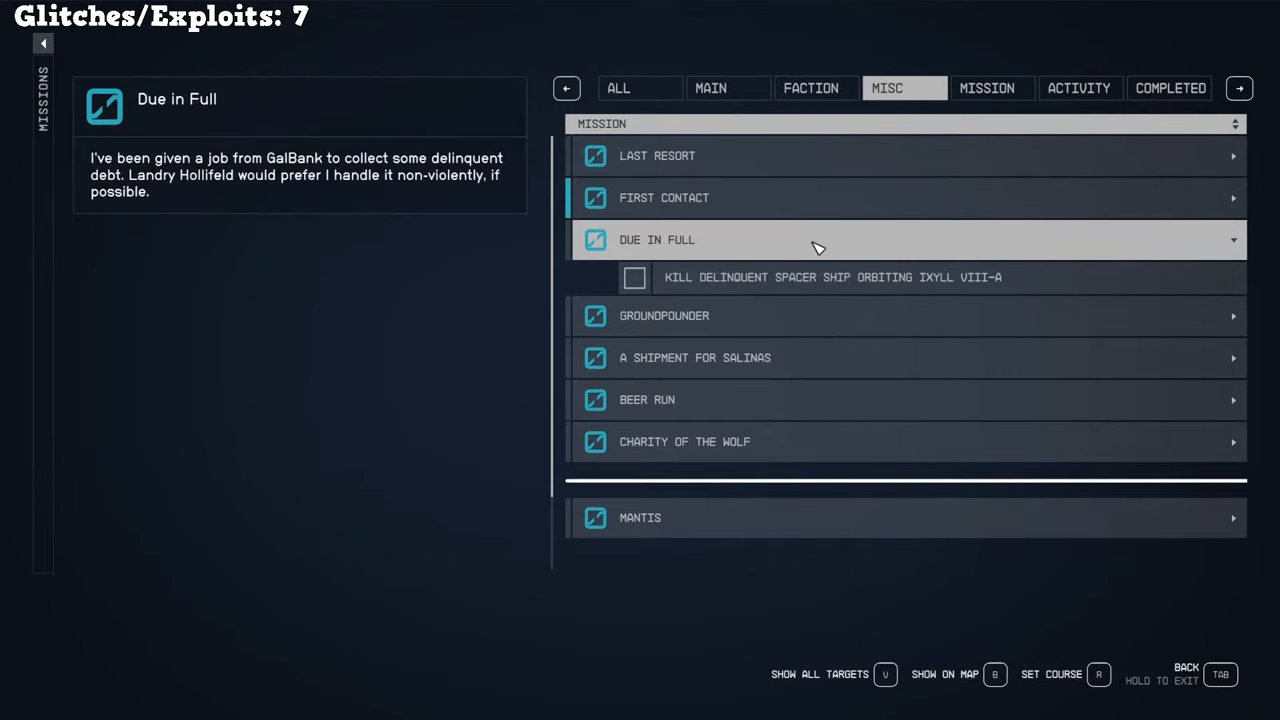 Glitches/Exploits: 7
MISSIONS
Due in Full
I've been given a job from GalBank to collect some delinquent
debt. Landry Hollifeld would prefer I handle it non-violently, if
possible.
ALL MAIN FACTION MISC MISSION ACTIVITY COMPLETED
MISSION
LAST RESORT
FIRST CONTACT
DUE IN FULL
KILL DELINQUENT SPACER SHIP ORBITING IXYLL VIII-A
GROUNDPOUNDER
A SHIPMENT FOR SALINAS
BEER RUN
CHARITY OF THE WOLF
MANTIS
SHOW ALL TARGETS V SHOW ON MAP B SET COURSE R BACK TAB
HOLD TO EXIT